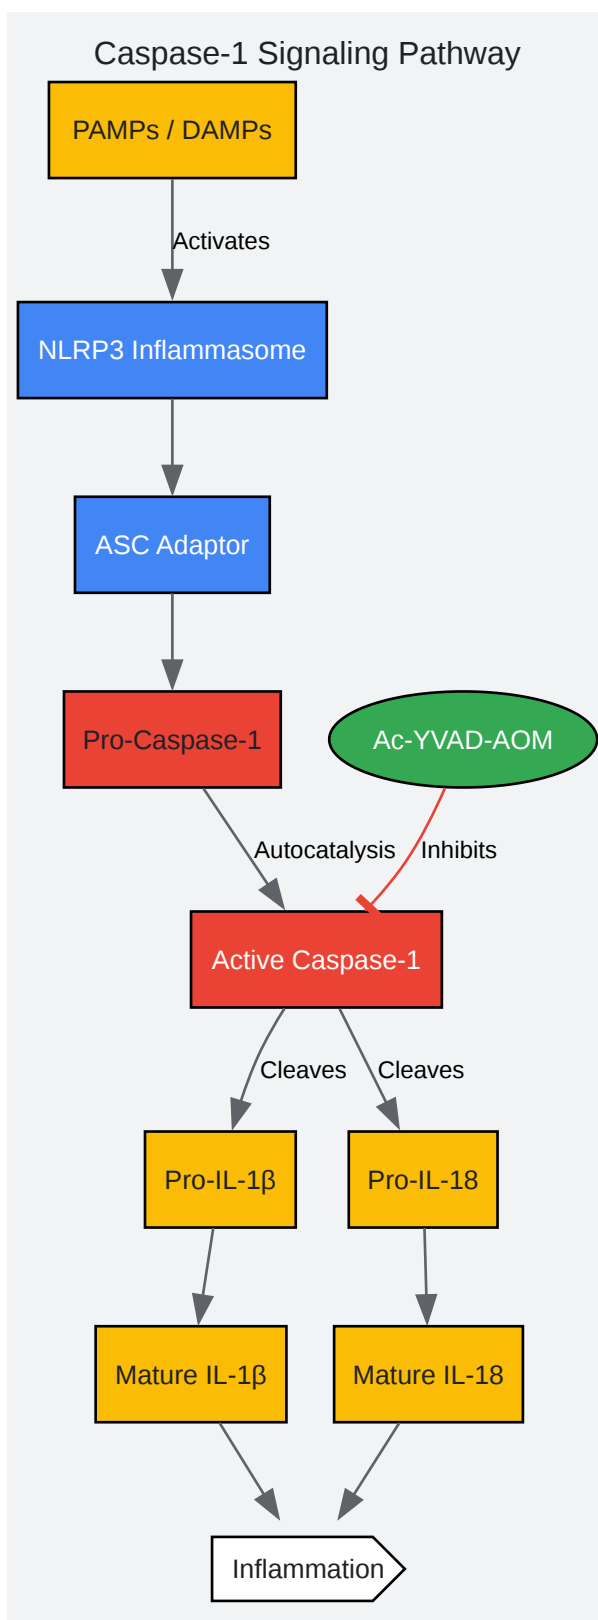 Caspase-1 Signaling Pathway
PAMPs / DAMPs
Activates
NLRP3 Inflammasome
ASC Adaptor
Pro-Caspase-1
Ac-YVAD-AOM
Autocatalysis
Inhibits
Active Caspase-1
Cleaves
Cleaves
Pro-IL-1β
Pro-IL-18
Mature IL-1β
Mature IL-18
Inflammation